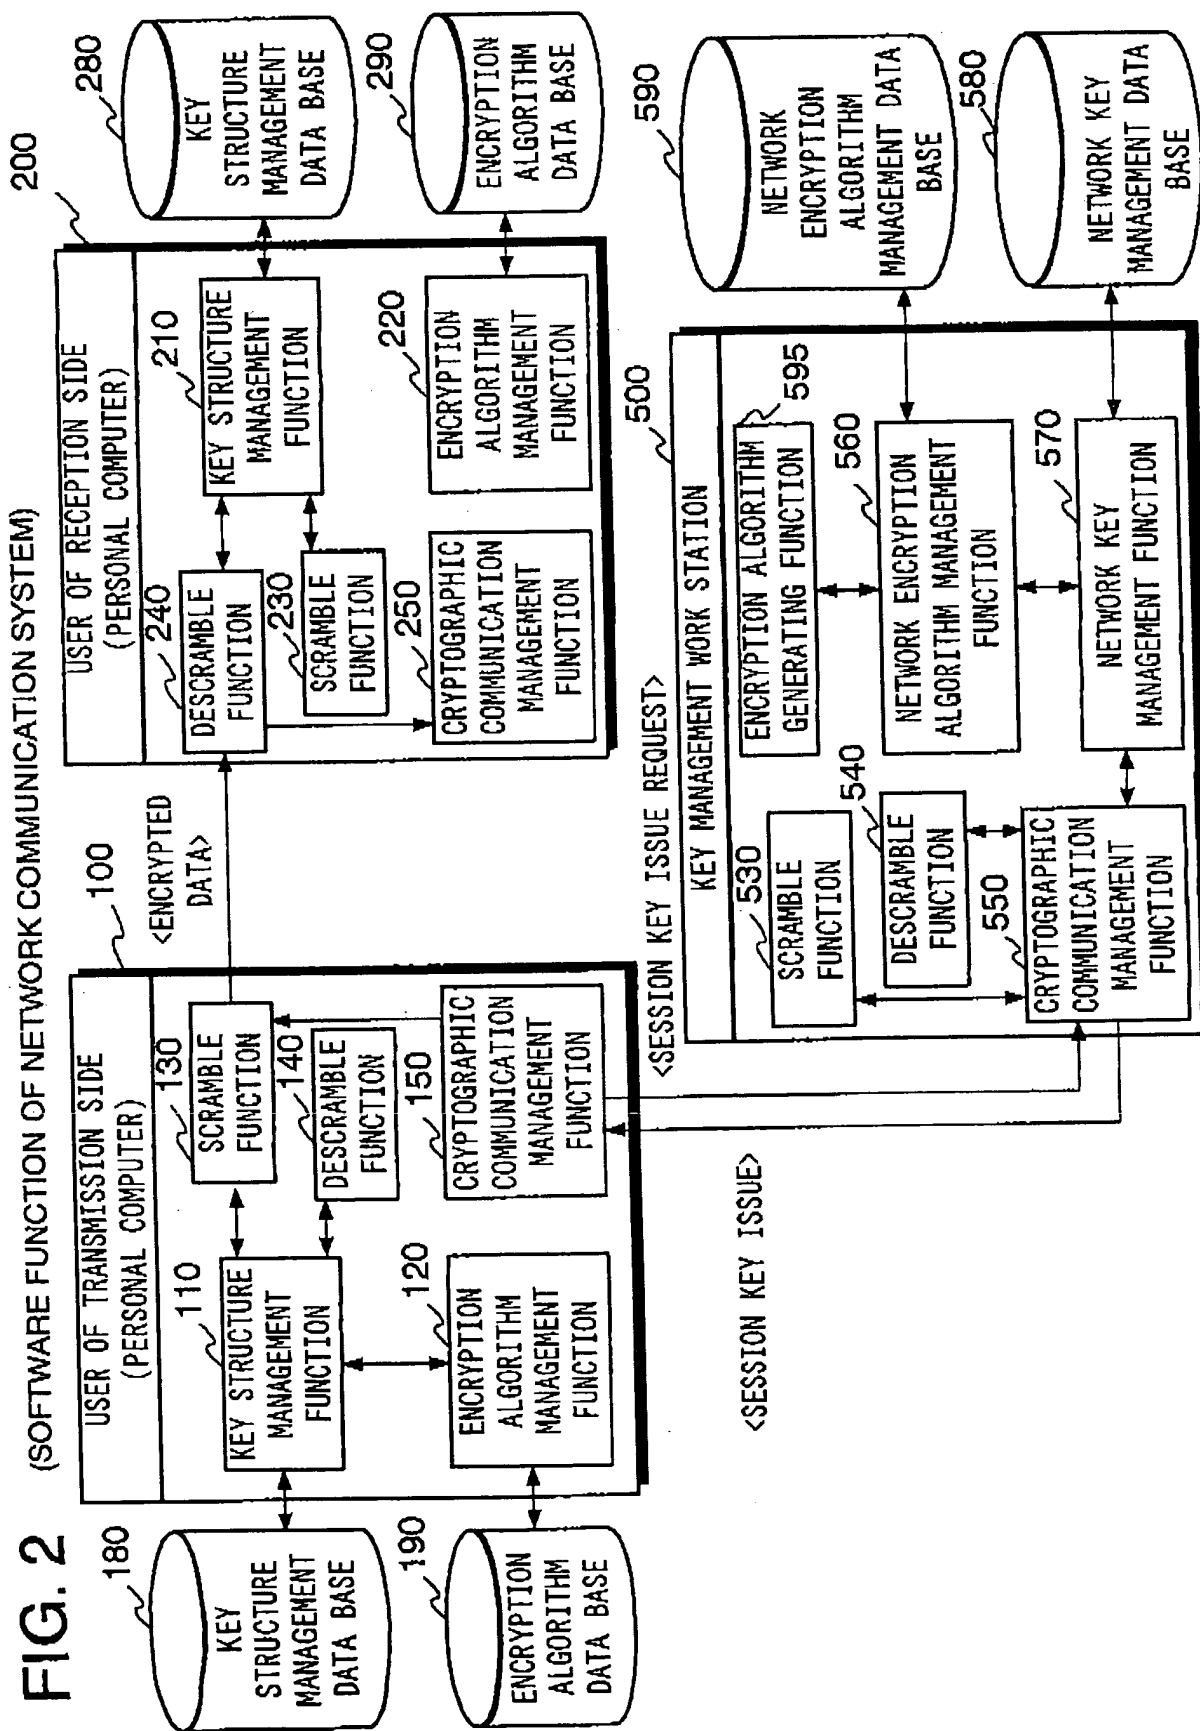 FIG. 2
(SOFTWARE FUNCTION OF NETWORK COMMUNICATION SYSTEM)
100
USER OF TRANSMISSION SIDE
(PERSONAL COMPUTER)
180
KEY
STRUCTURE
MANAGEMENT
DATA BASE
190
ENCRYPTION
ALGORITHM
DATA BASE
110
KEY STRUCTURE
MANAGEMENT
FUNCTION
120
ENCRYPTION
ALGORITHM
MANAGEMENT
FUNCTION
130
SCRAMBLE
FUNCTION
140
DESCRAMBLE
FUNCTION
150
CRYPTOGRAPHIC
COMMUNICATION
MANAGEMENT
FUNCTION
<ENCRYPTED
DATA>
200
USER OF RECEPTION SIDE
(PERSONAL COMPUTER)
240
DESCRAMBLE
FUNCTION
230
SCRAMBLE
FUNCTION
250
CRYPTOGRAPHIC
COMMUNICATION
MANAGEMENT
FUNCTION
210
KEY STRUCTURE
MANAGEMENT
FUNCTION
220
ENCRYPTION
ALGORITHM
MANAGEMENT
FUNCTION
280
KEY
STRUCTURE
MANAGEMENT
DATA BASE
290
ENCRYPTION
ALGORITHM
DATA BASE
<SESSION KEY ISSUE REQUEST>
<SESSION KEY ISSUE>
500
KEY MANAGEMENT WORK STATION
530
SCRAMBLE
FUNCTION
540
DESCRAMBLE
FUNCTION
550
CRYPTOGRAPHIC
COMMUNICATION
MANAGEMENT
FUNCTION
595
ENCRYPTION ALGORITHM
GENERATING FUNCTION
560
NETWORK ENCRYPTION
ALGORITHM MANAGEMENT
FUNCTION
570
NETWORK KEY
MANAGEMENT FUNCTION
590
NETWORK
ENCRYPTION
ALGORITHM
MANAGEMENT DATA
BASE
580
NETWORK KEY
MANAGEMENT DATA
BASE